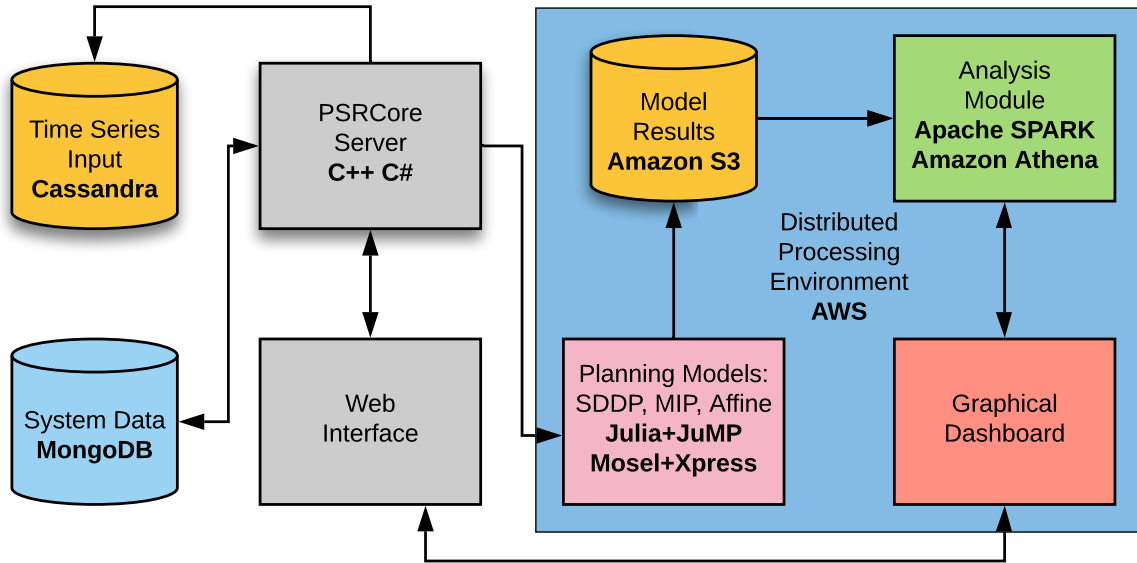 Time Series
Input
Cassandra
PSRCore
Server
C++ C#
Model
Results
Amazon S3
Analysis
Module
Apache SPARK
Amazon Athena
Distributed
Processing
Environment
AWS
System Data
MongoDB
Web
Interface
Planning Models:
SDDP, MIP, Affine
Julia+JuMP
Mosel+Xpress
Graphical
Dashboard